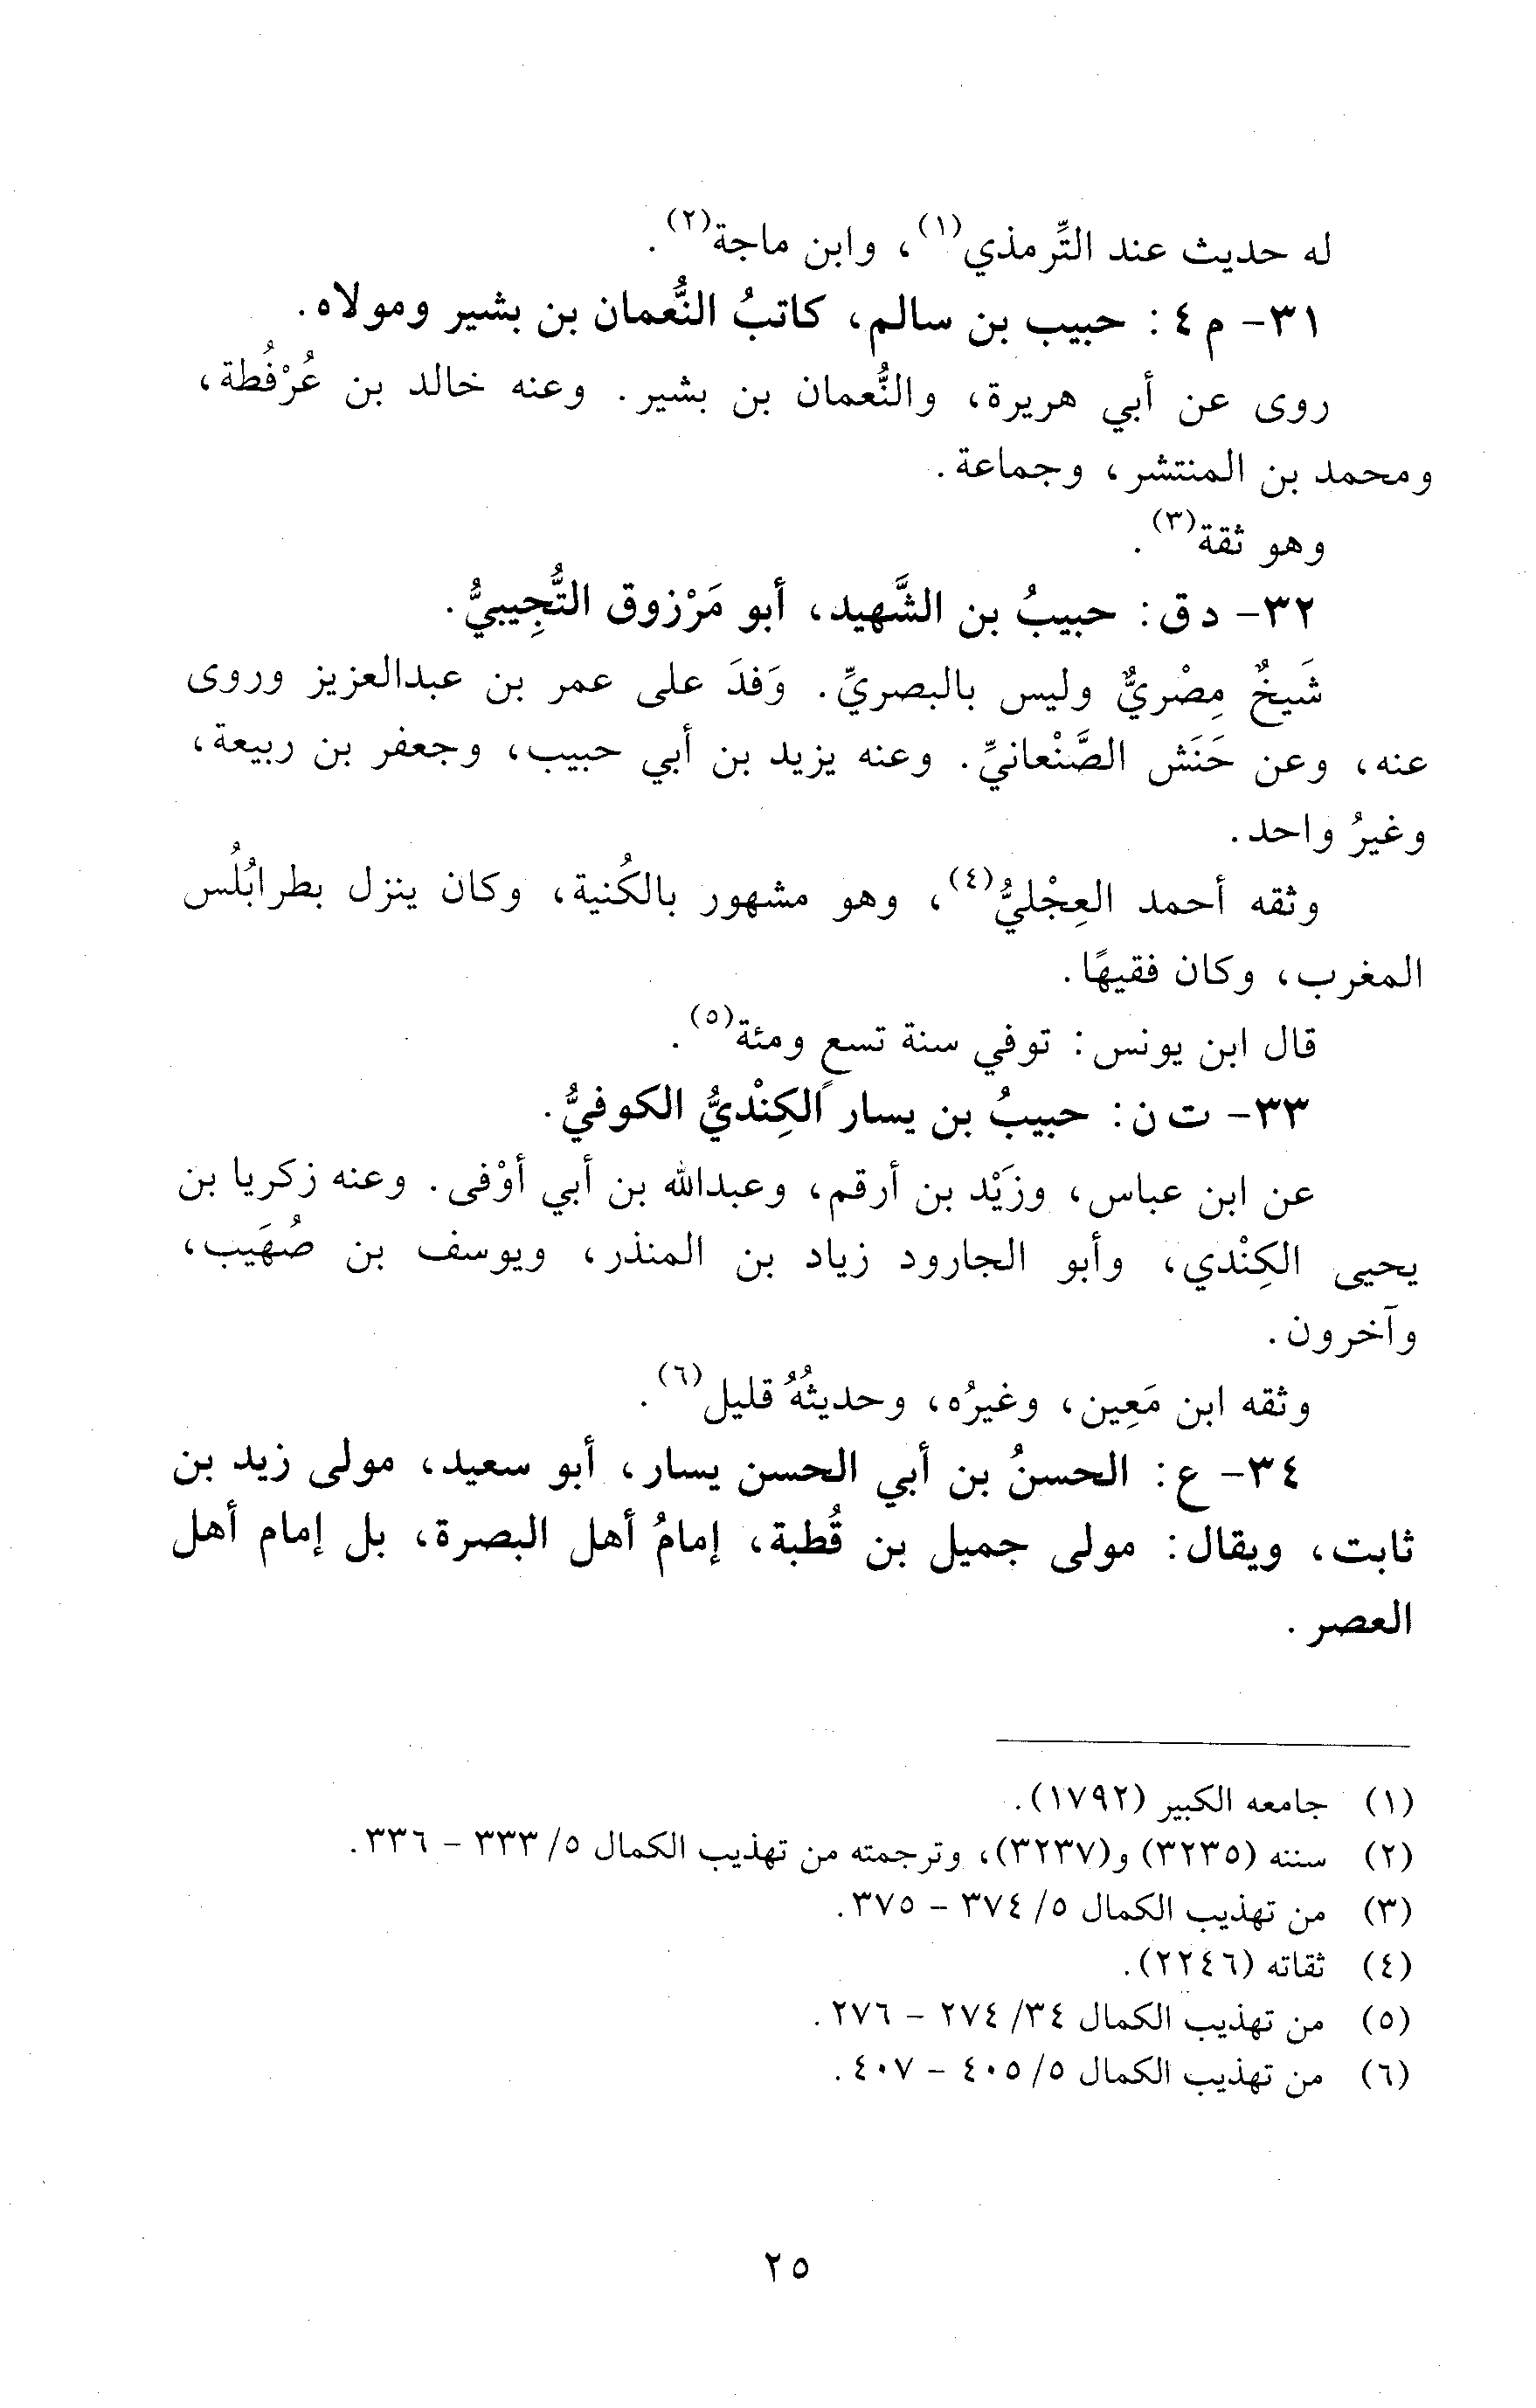 له حديث عند التِّرمذي(١)، وابن ماجة(٢).
٣١- م ٤: حبيب بن سالم، كاتبُ النُّعمان بن بشير ومولاه.
روى عن أبي هريرة، والنُّعمان بن بشير. وعنه خالد بن عُرْفُطة،
ومحمد بن المنتشر، وجماعة.
وهو ثقة(٣).
٣٢- د ق: حبيبُ بن الشَّهيد، أبو مَرْزوق التُّجِيبيُّ.
شَيخٌ مِصْريٌّ وليس بالبصريِّ. وَفدَ على عمر بن عبدالعزيز وروى
عنه، وعن حَنَش الصَّنْعانيِّ. وعنه يزيد بن أبي حبيب، وجعفر بن ربيعة،
وغيرُ واحد.
وثقه أحمد العِجْليُّ(٤)، وهو مشهور بالكُنية، وكان ينزل بطرابُلُس
المغرب، وكان فقيهًا.
قال ابن يونس: توفي سنة تسع ومئة(٥).
٣٣- ت ن: حبيبُ بن يسار الكِنْديُّ الكوفيُّ.
عن ابن عباس، وزَيْد بن أرقم، وعبدالله بن أبي أوْفى. وعنه زكريا بن
يحيى الكِنْدي، وأبو الجارود زياد بن المنذر، ويوسف بن صُهَيب،
وآخرون.
وثقه ابن مَعِين، وغيرُه، وحديثُهُ قليل(٦).
٣٤- ع: الحسنُ بن أبي الحسن يسار، أبو سعيد، مولى زيد بن
ثابت، ويقال: مولى جميل بن قُطبة، إمامُ أهل البصرة، بل إمام أهل
العصر.
(١) جامعه الكبير (١٧٩٢).
(٢) سننه (٣٢٣٥) و(٣٢٣٧)، وترجمته من تهذيب الكمال ٥/ ٣٣٣ - ٣٣٦.
(٣) من تهذيب الكمال ٥/ ٣٧٤ - ٣٧٥.
(٤) ثقاته (٢٢٤٦).
(٥) من تهذيب الكمال ٣٤/ ٢٧٤ - ٢٧٦.
(٦) من تهذيب الكمال ٥/ ٤٠٥ - ٤٠٧.
٢٥